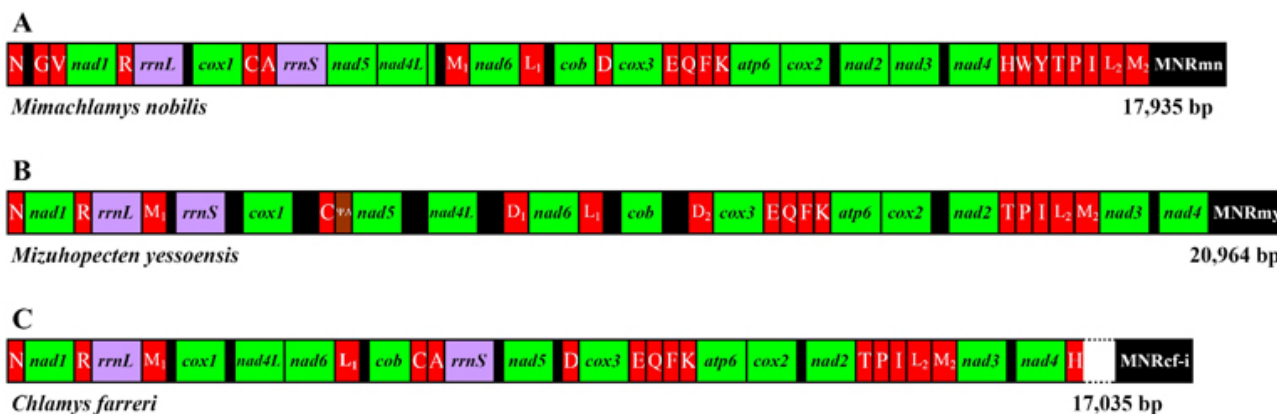 A
N G V nad1 R rrnL cox1 C A rrnS nad5 nad4L M1 nad6 L1 cob D cox3 E Q F K atp6 cox2 nad2 nad3 nad4 H W Y T P I L2 M2 MNRmn
Mimachlamys nobilis 17,935 bp
B
N nad1 R rrnL M1 rrnS cox1 C ΨA nad5 nad4L D1 nad6 L1 cob D2 cox3 E Q F K atp6 cox2 nad2 T P I L2 M2 nad3 nad4 MNRmy
Mizuhopecten yessoensis 20,964 bp
C
N nad1 R rrnL M1 cox1 nad4L nad6 L1 cob C A rrnS nad5 D cox3 E Q F K atp6 cox2 nad2 T P I L2 M2 nad3 nad4 H MNRcf-i
Chlamys farreri 17,035 bp